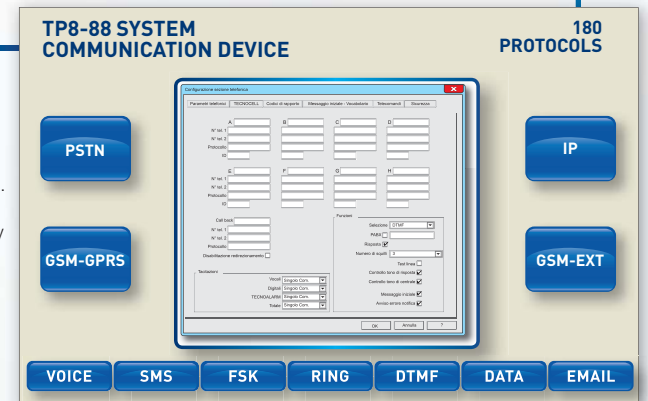 TP8-88 SYSTEM
COMMUNICATION DEVICE
180
PROTOCOLS
Configurazione sezione telefonica
Parametri telefonici TECNOCELL Codici di rapporto Messaggio iniziale - Vocabolario Telecomandi Sicurezza
A B C D
N° tel. 1
N° tel. 2
Protocollo
ID
E F G H
N° tel. 1
N° tel. 2
Protocollo
ID
Call back
N° tel. 1
N° tel. 2
Protocollo
Disabilitazione redirezionamento
Funzioni
Selezione DTMF
PABX
Risposta
Numero di squilli 3
Test linea
Controllo tono di risposta
Controllo tono di centrale
Messaggio iniziale
Avviso errore notifica
Vocali Singolo Com.
Digitali Singolo Com.
TECNOALARM Singolo Com.
Totale Singolo Com.
OK Annulla ?
PSTN
IP
GSM-GPRS
GSM-EXT
VOICE SMS FSK RING DTMF DATA EMAIL